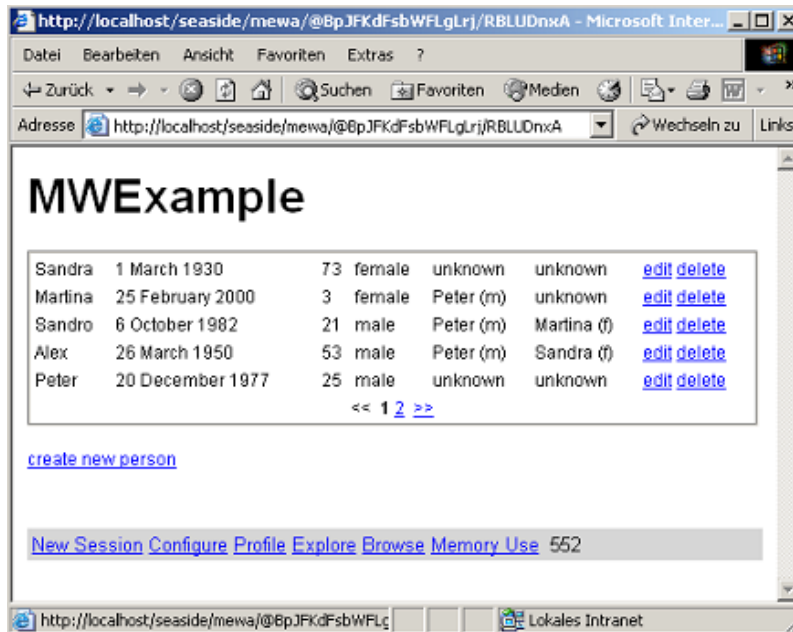 http://localhost/seaside/mewa/@BpJFKdFsbWFLgLrj/RBLUDnxA - Microsoft Inter...
Datei Bearbeiten Ansicht Favoriten Extras ?
Zurück Suchen Favoriten Medien
Adresse http://localhost/seaside/mewa/@BpJFKdFsbWFLgLrj/RBLUDnxA Wechseln zu Links
MWExample
Sandra 1 March 1930 73 female unknown unknown edit delete
Martina 25 February 2000 3 female Peter (m) unknown edit delete
Sandro 6 October 1982 21 male Peter (m) Martina (f) edit delete
Alex 26 March 1950 53 male Peter (m) Sandra (f) edit delete
Peter 20 December 1977 25 male unknown unknown edit delete
<< 1 2 >>
create new person
New Session Configure Profile Explore Browse Memory Use 552
http://localhost/seaside/mewa/@BpJFKdFsbWFLg Lokales Intranet